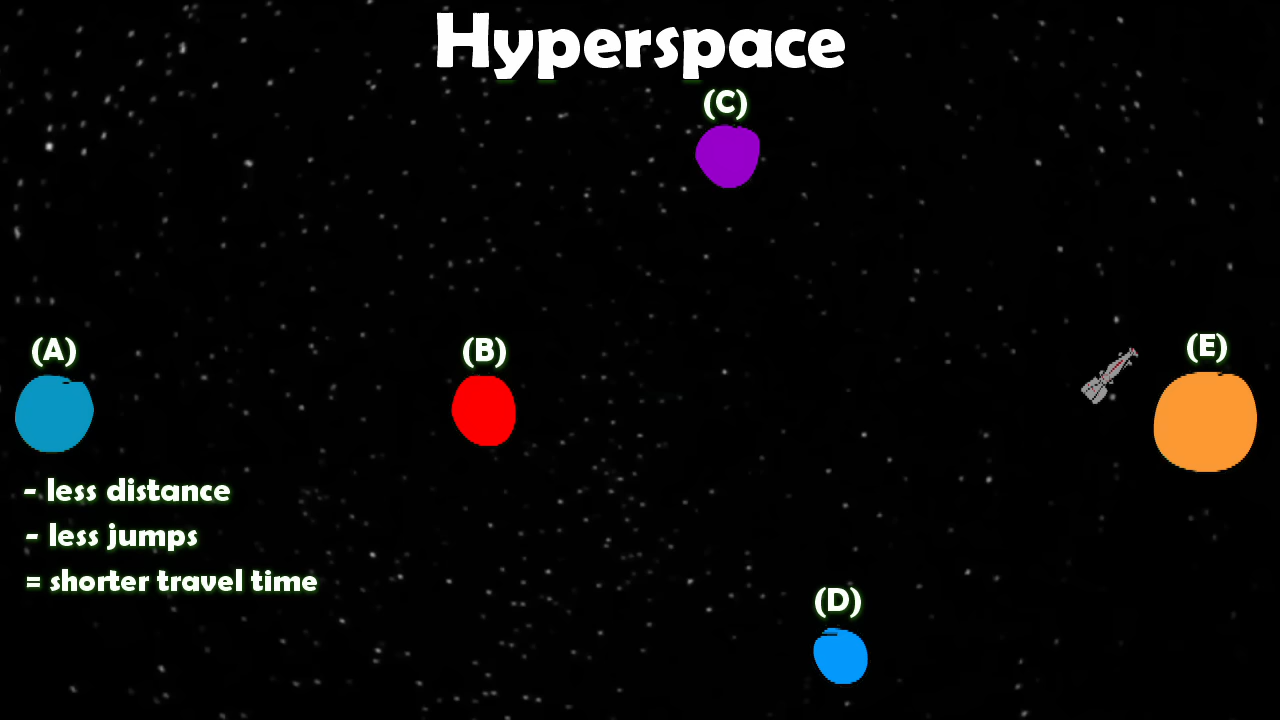 Hyperspace
(C)
(A)
(B)
(E)
- less distance
- less jumps
= shorter travel time
(D)